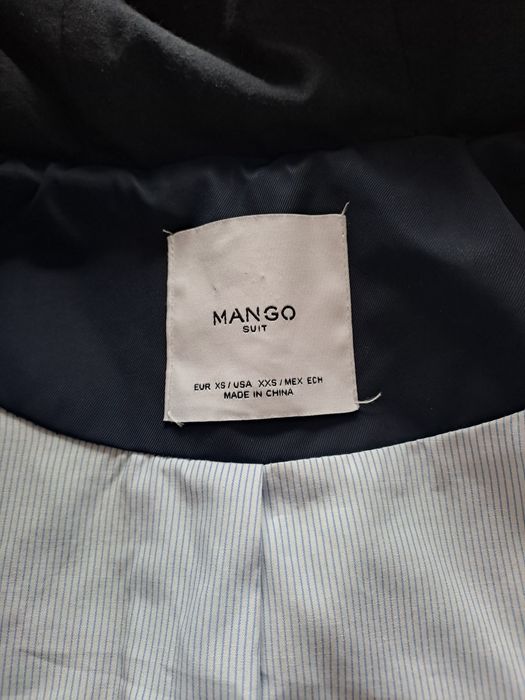 MANGO
SUIT
EUR XS / USA XXS / MEX ECH
MADE IN CHINA